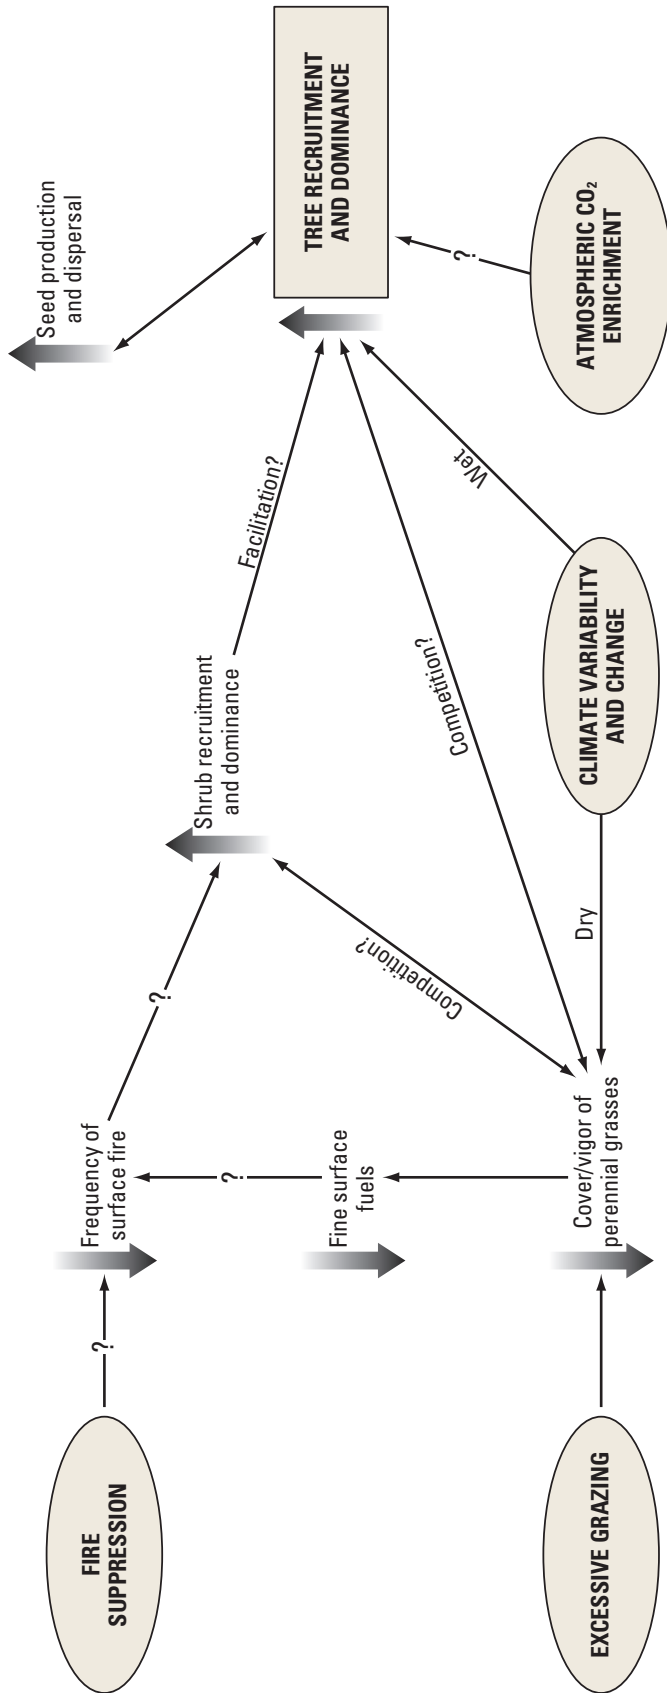 FIRE
SUPPRESSION
?
Frequency of
surface fire
?
Shrub recruitment
and dominance
Facilitation?
Seed production
and dispersal
TREE RECRUITMENT
AND DOMINANCE
?
Fine surface
fuels
Competition?
Competition?
EXCESSIVE GRAZING
Cover/vigor of
perennial grasses
Dry
CLIMATE VARIABILITY
AND CHANGE
Wet
?
ATMOSPHERIC CO₂
ENRICHMENT